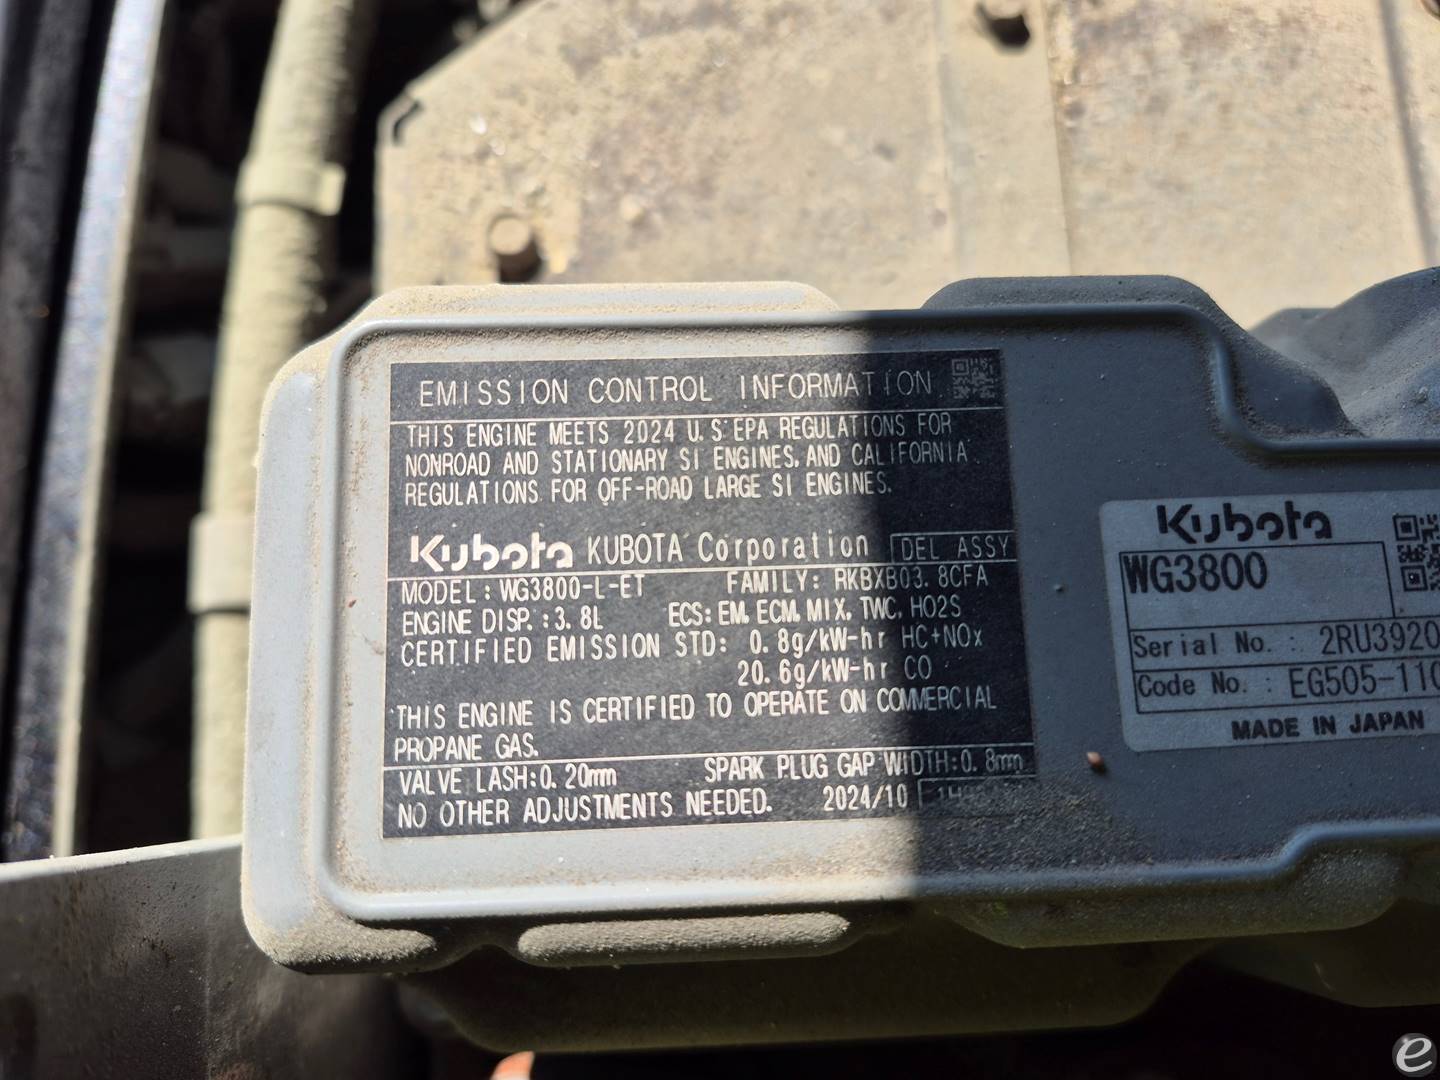 EMISSION CONTROL INFORMATION
THIS ENGINE MEETS 2024 U.S EPA REGULATIONS FOR
NONROAD AND STATIONARY SI ENGINES, AND CALIFORNIA
REGULATIONS FOR OFF-ROAD LARGE SI ENGINES.
Kubota KUBOTA Corporation DEL ASSY
MODEL: WG3800-L-ET FAMILY: RKBXB03.8CFA
ENGINE DISP.:3.8L ECS: EM, ECM, MIX, TWC, HO2S
CERTIFIED EMISSION STD: 0.8g/kW-hr HC+NOx
20.6g/kW-hr CO
THIS ENGINE IS CERTIFIED TO OPERATE ON COMMERCIAL
PROPANE GAS.
VALVE LASH:0.20mm SPARK PLUG GAP WIDTH:0.8mm
NO OTHER ADJUSTMENTS NEEDED. 2024/10
Kubota
WG3800
Serial No. : 2RU3920
Code No. : EG505-110
MADE IN JAPAN
e